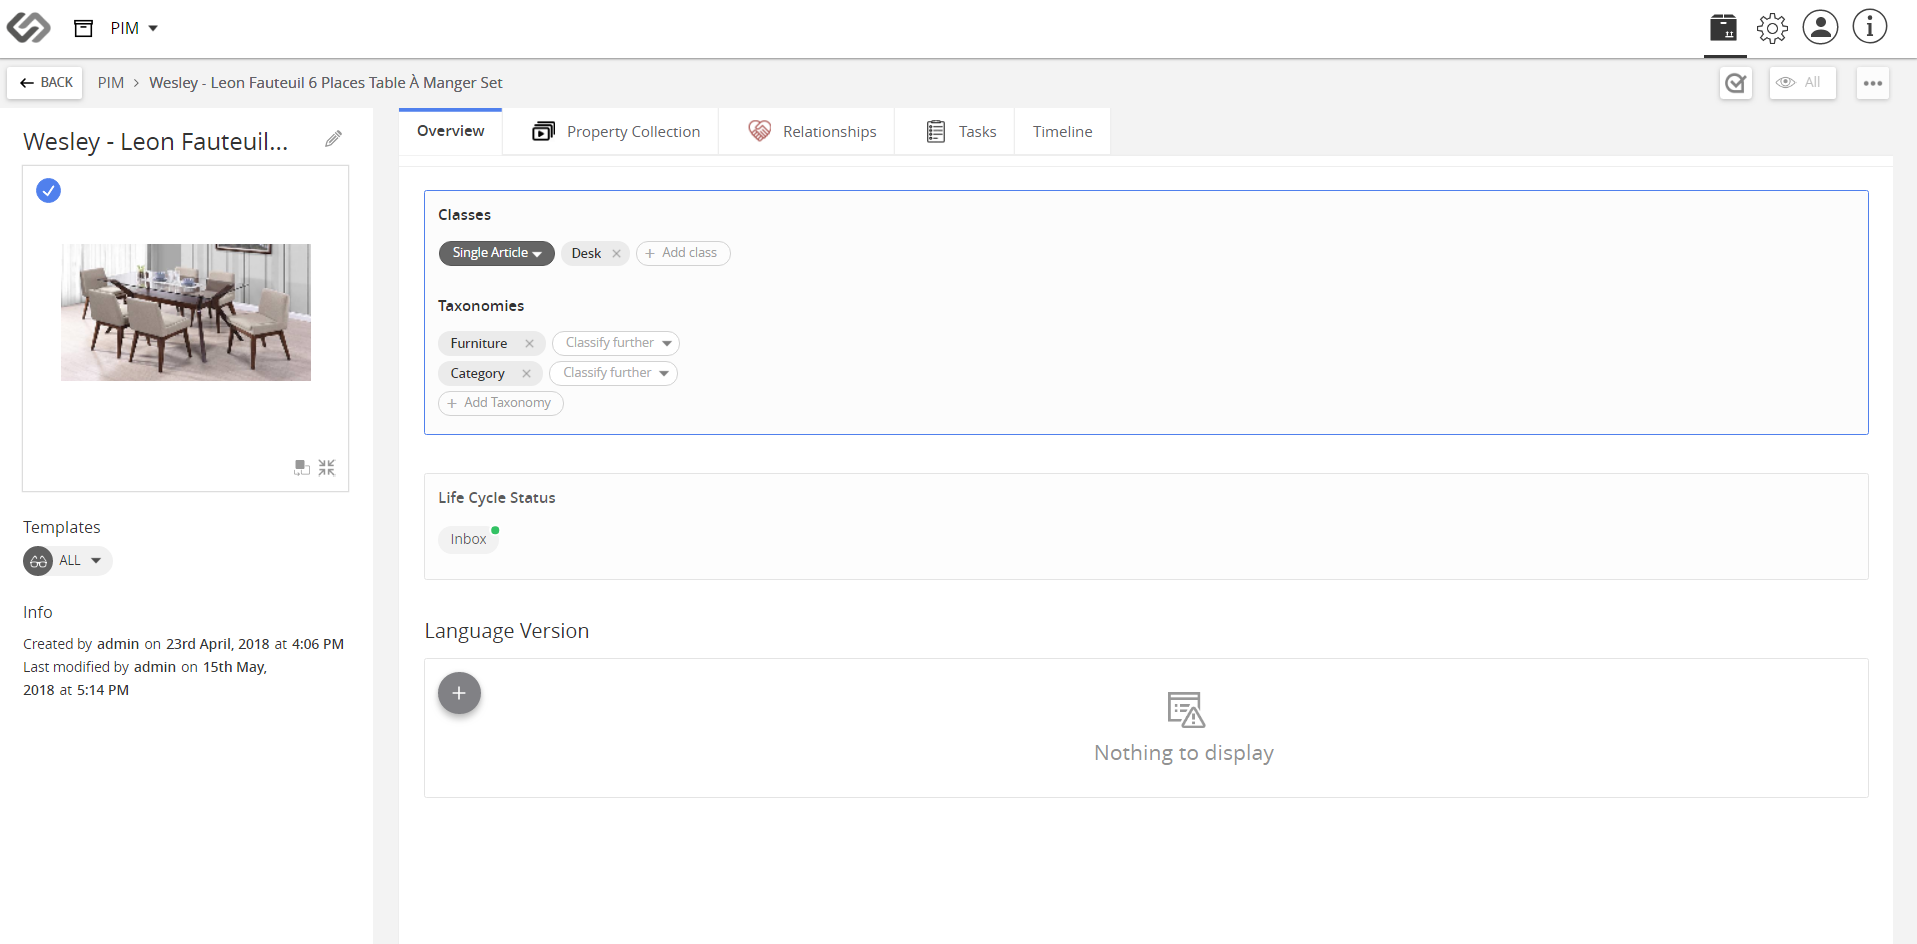 PIM
BACK
PIM > Wesley - Leon Fauteuil 6 Places Table À Manger Set
All
Wesley - Leon Fauteuil...
Templates
ALL
Info
Created by admin on 23rd April, 2018 at 4:06 PM
Last modified by admin on 15th May,
2018 at 5:14 PM
Overview
Property Collection
Relationships
Tasks
Timeline
Classes
Single Article
Desk
+ Add class
Taxonomies
Furniture
Classify further
Category
Classify further
+ Add Taxonomy
Life Cycle Status
Inbox
Language Version
Nothing to display